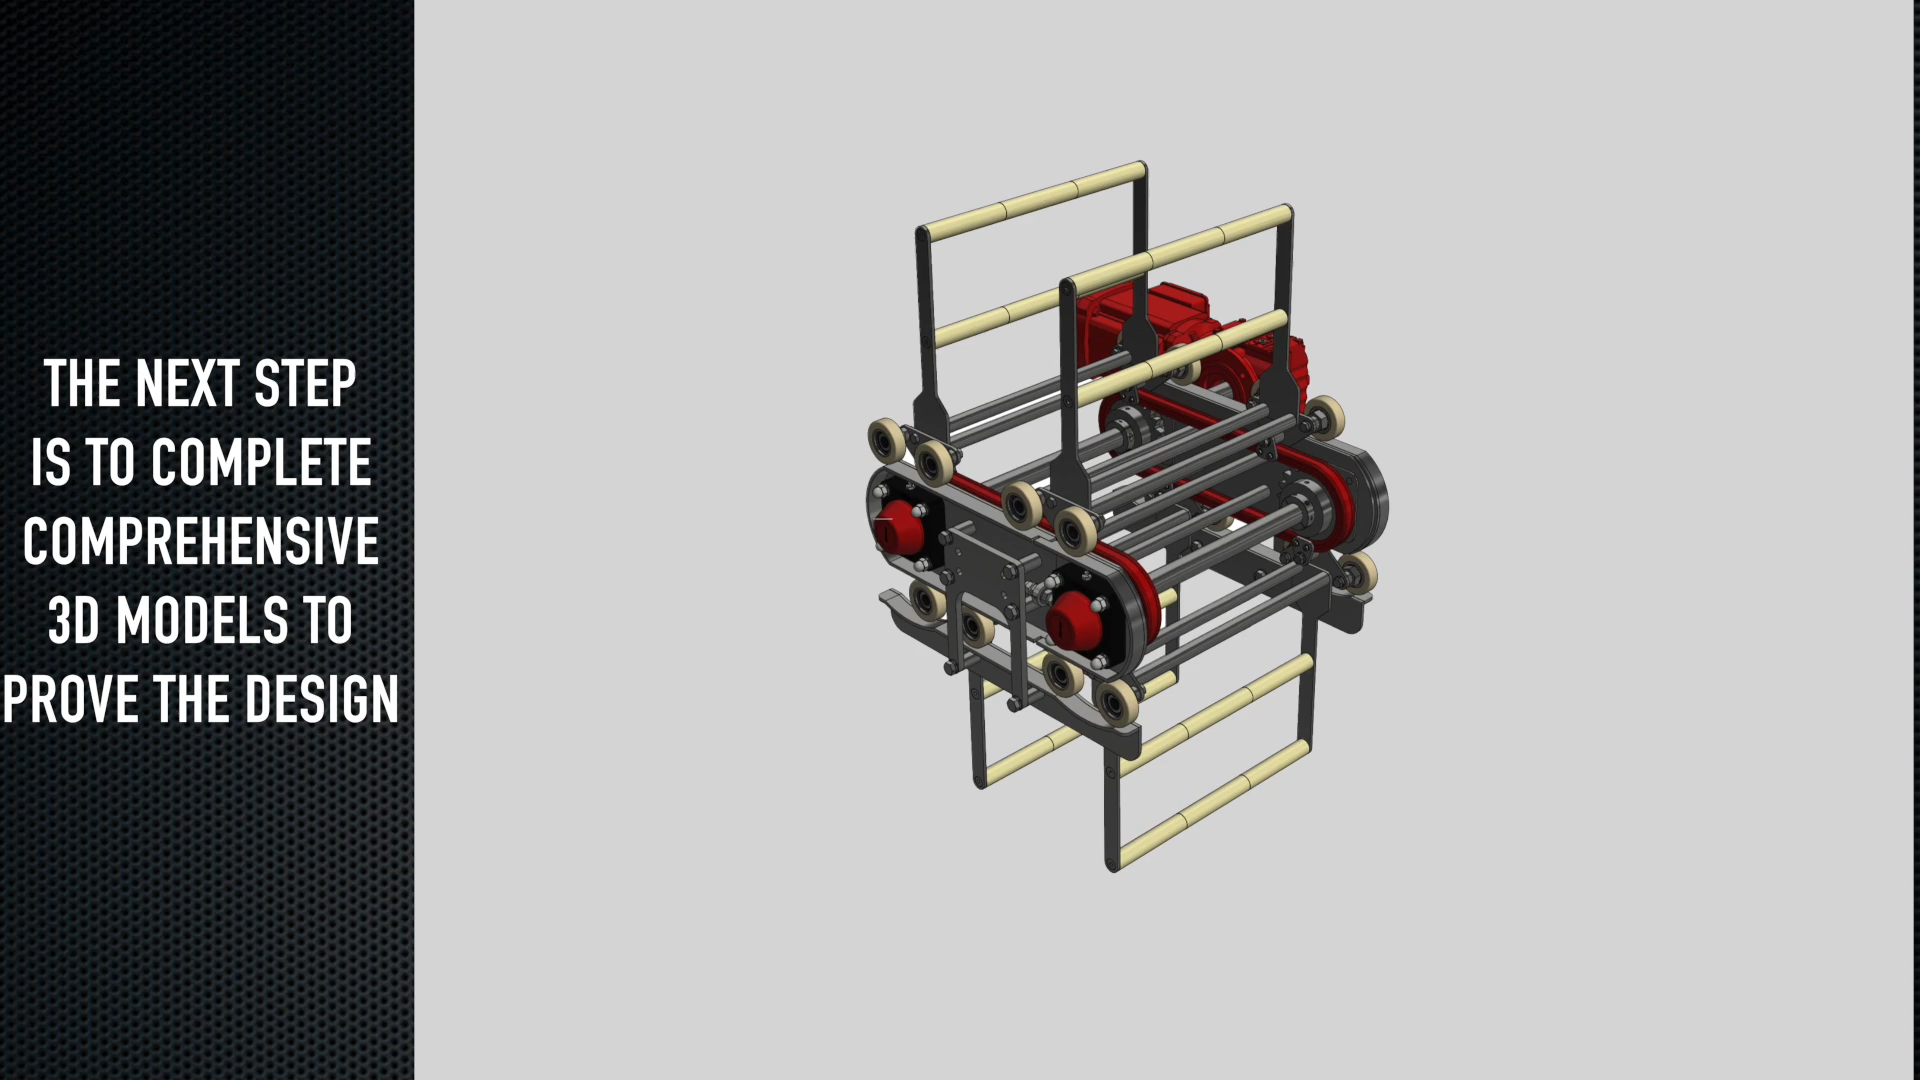 THE NEXT STEP
IS TO COMPLETE
COMPREHENSIVE
3D MODELS TO
PROVE THE DESIGN